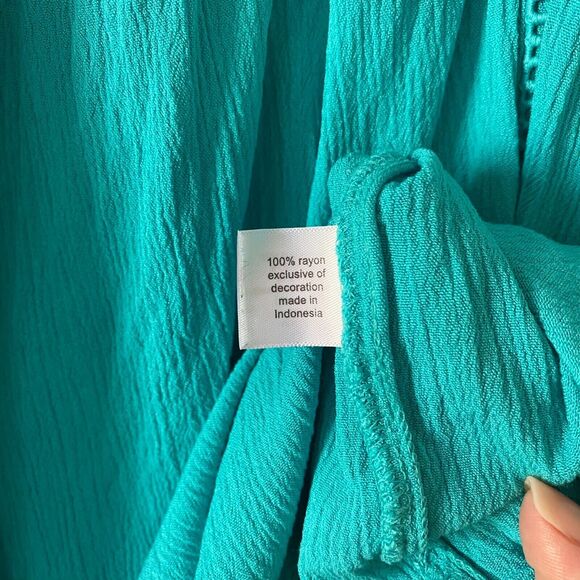 100% rayon
exclusive of
decoration
made in
Indonesia